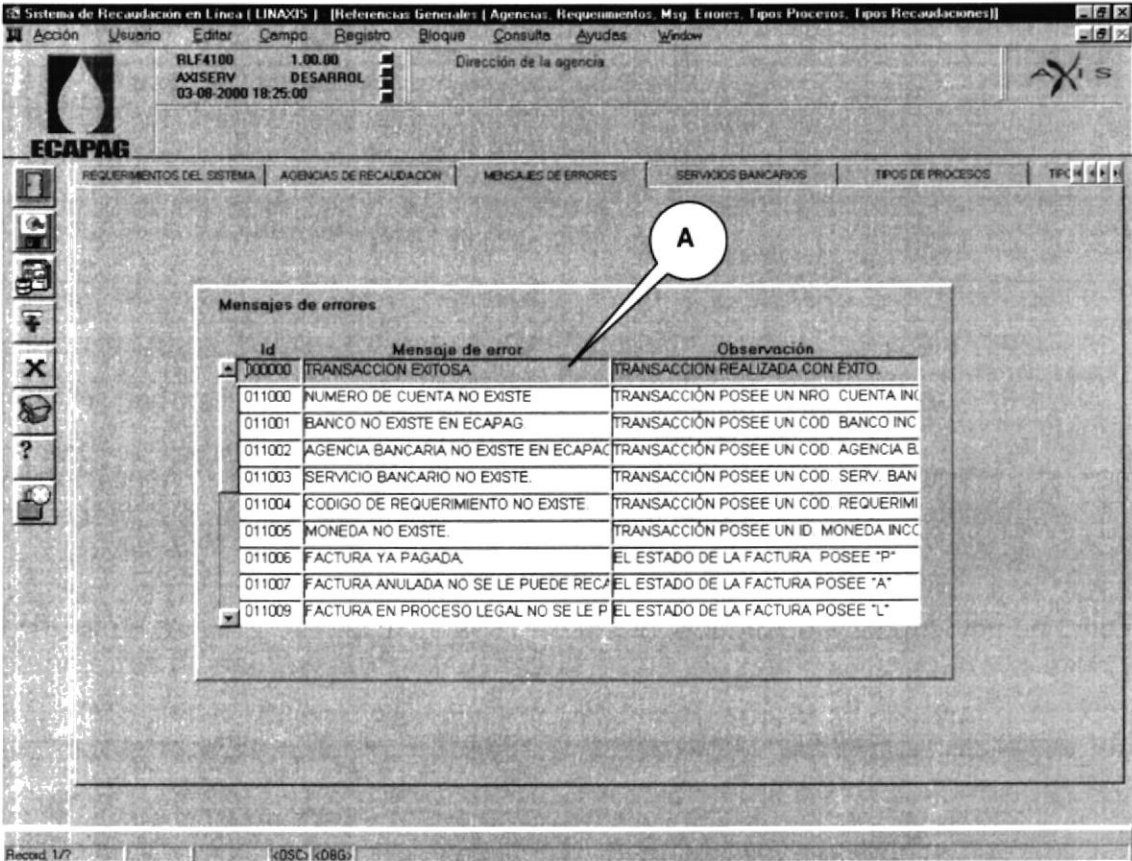 Sistema de Recaudación en Línea ( LINAXIS ) [Referencias Generales ( Agencias, Requerimientos, Msg. Errores, Tipos Procesos, Tipos Recaudaciones)]
Acción Usuario Editar Campo Registro Bloque Consulta Ayudas Window
RLF4100 1.00.00 Dirección de la agencia
AXISERV DESARROL
03-08-2000 18:25:00
AXIS
ECAPAG
REQUERIMIENTOS DEL SISTEMA AGENCIAS DE RECAUDACION MENSAJES DE ERRORES SERVICIOS BANCARIOS TIPOS DE PROCESOS TIPO
A
Mensajes de errores
Id Mensaje de error Observación
000000 TRANSACCION EXITOSA TRANSACCIÓN REALIZADA CON ÉXITO.
011000 NUMERO DE CUENTA NO EXISTE TRANSACCIÓN POSEE UN NRO CUENTA INC
011001 BANCO NO EXISTE EN ECAPAG. TRANSACCIÓN POSEE UN COD. BANCO INC
011002 AGENCIA BANCARIA NO EXISTE EN ECAPAG TRANSACCIÓN POSEE UN COD. AGENCIA B
011003 SERVICIO BANCARIO NO EXISTE. TRANSACCIÓN POSEE UN COD. SERV. BAN
011004 CODIGO DE REQUERIMIENTO NO EXISTE. TRANSACCIÓN POSEE UN COD. REQUERIMI
011005 MONEDA NO EXISTE. TRANSACCIÓN POSEE UN ID MONEDA INCO
011006 FACTURA YA PAGADA. EL ESTADO DE LA FACTURA POSEE "P"
011007 FACTURA ANULADA NO SE LE PUEDE RECA EL ESTADO DE LA FACTURA POSEE "A"
011009 FACTURA EN PROCESO LEGAL NO SE LE P EL ESTADO DE LA FACTURA POSEE "L"
Record 1/? <OSC> <DBG>